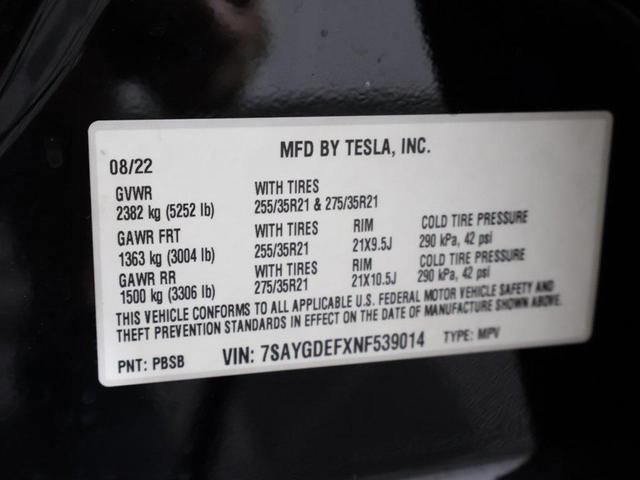 MFD BY TESLA, INC.
08/22
GVWR WITH TIRES
2382 kg (5252 lb) 255/35R21 & 275/35R21
GAWR FRT WITH TIRES RIM COLD TIRE PRESSURE
1363 kg (3004 lb) 255/35R21 21X9.5J 290 kPa, 42 psi
GAWR RR WITH TIRES RIM COLD TIRE PRESSURE
1500 kg (3306 lb) 275/35R21 21X10.5J 290 kPa, 42 psi
THIS VEHICLE CONFORMS TO ALL APPLICABLE U.S. FEDERAL MOTOR VEHICLE SAFETY AND
THEFT PREVENTION STANDARDS IN EFFECT ON THE DATE OF MANUFACTURE SHOWN ABOVE.
PNT: PBSB VIN: 7SAYGDEFXNF539014 TYPE: MPV